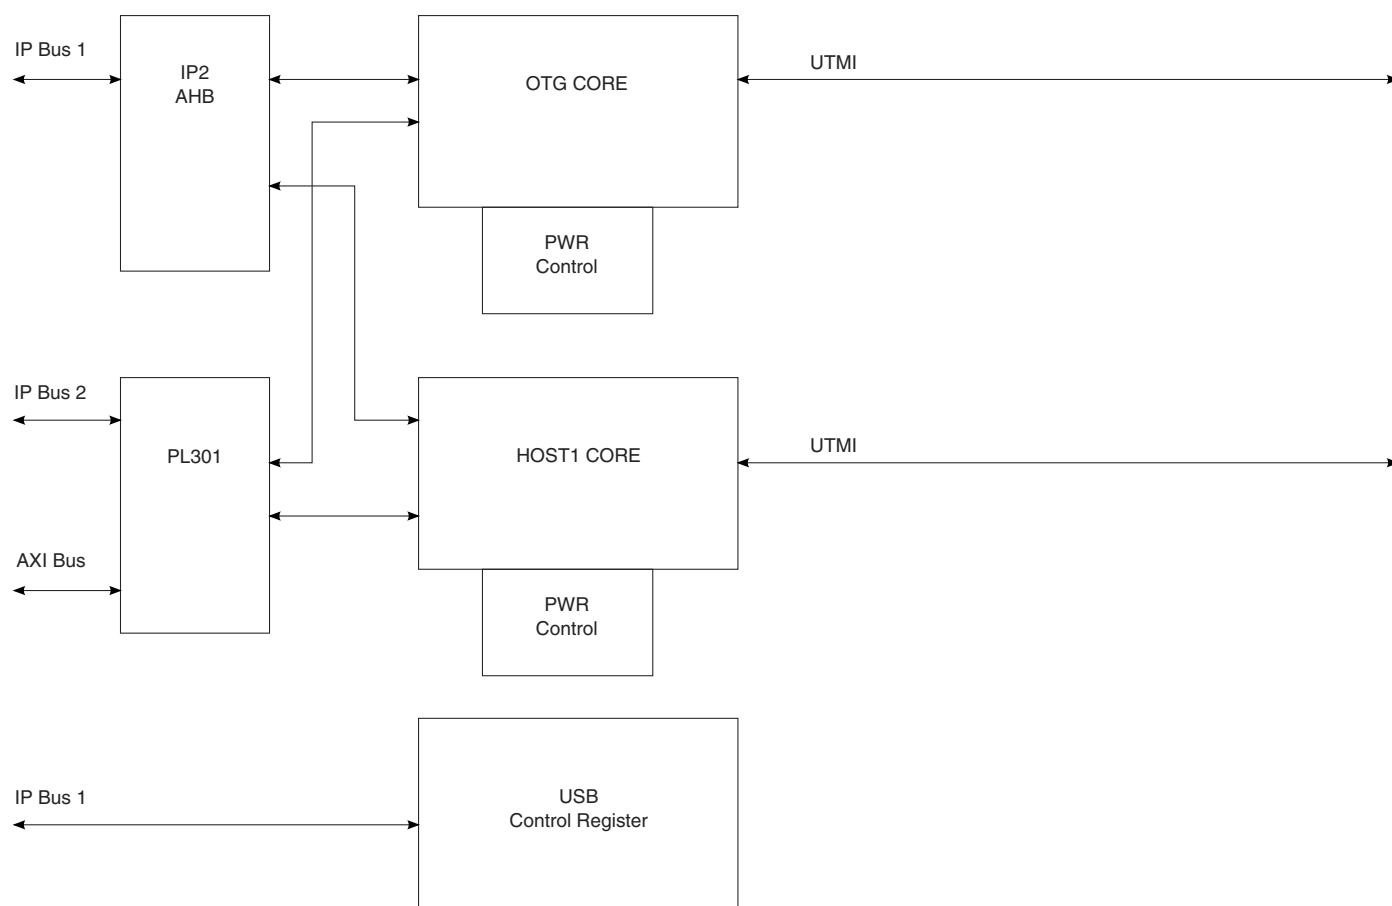 IP Bus 1
IP2
AHB
OTG CORE
UTMI
PWR
Control
IP Bus 2
PL301
HOST1 CORE
UTMI
AXI Bus
PWR
Control
IP Bus 1
USB
Control Register